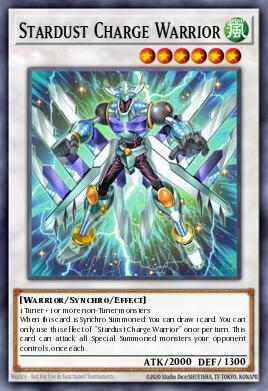 STARDUST CHARGE WARRIOR
風
[WARRIOR/SYNCHRO/EFFECT]
1 Tuner + 1 or more non-Tuner monsters
When this card is Synchro Summoned: You can draw 1 card. You can
only use this effect of "Stardust Charge Warrior" once per turn. This
card can attack all Special Summoned monsters your opponent
controls, once each.
ATK/2000 DEF/1300
Replica - Not For Use in Sanctioned Tournaments ©2020 Studio Dice/SHUEISHA, TV TOKYO, KONAMI